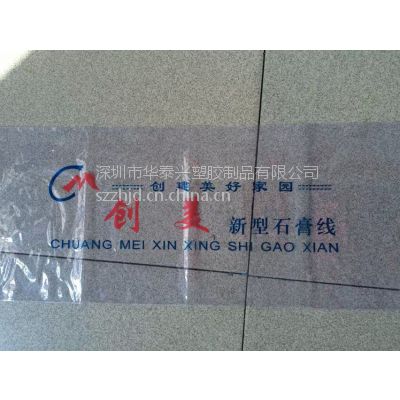 深圳市华泰兴塑胶制品有限公司
szzhjd.cn.china.cn
创建美好家园
创美 新型石膏线
CHUANG MEI XIN XING SHI GAO XIAN